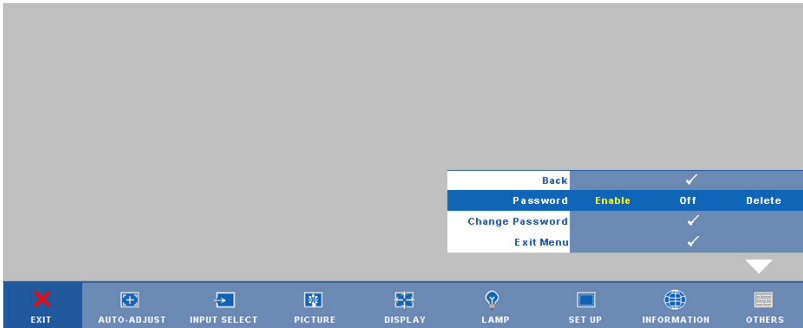 Back
Password Enable Off Delete
Change Password
Exit Menu
EXIT AUTO-ADJUST INPUT SELECT PICTURE DISPLAY LAMP SET UP INFORMATION OTHERS